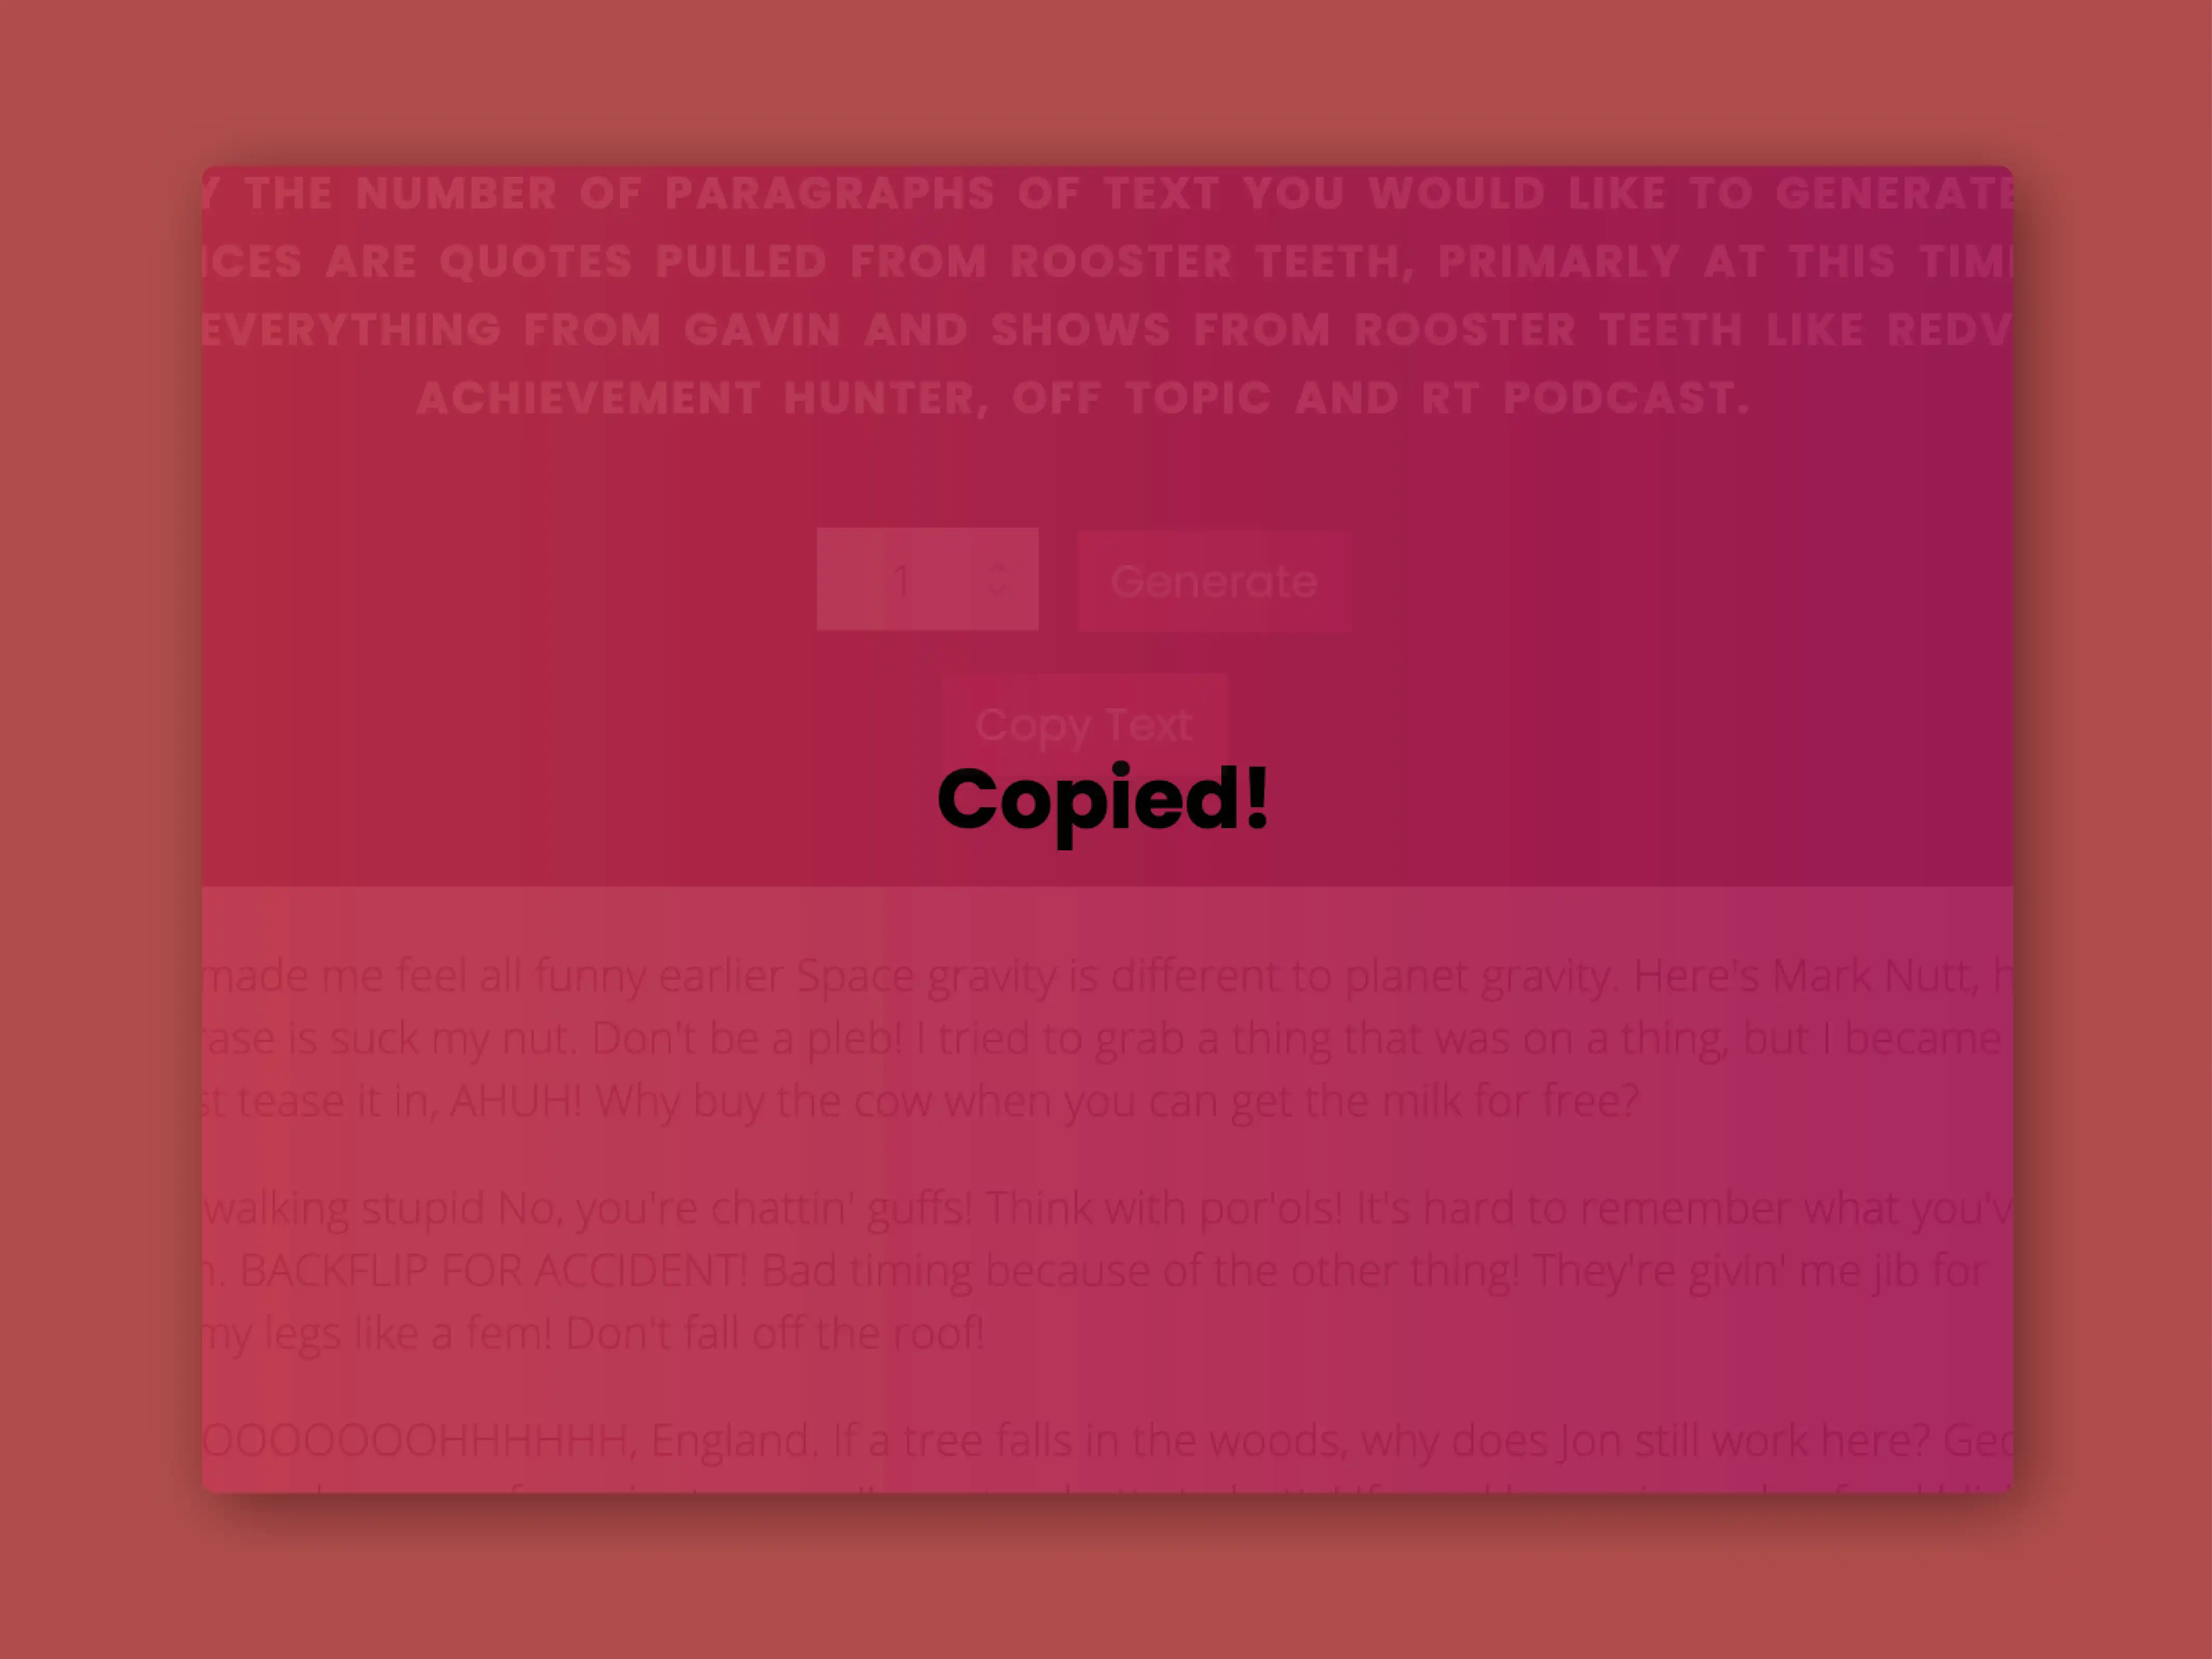 THE NUMBER OF PARAGRAPHS OF TEXT YOU WOULD LIKE TO GENERATE
ARE QUOTES PULLED FROM ROOSTER TEETH, PRIMARLY AT THIS TIM
EVERYTHING FROM GAVIN AND SHOWS FROM ROOSTER TEETH LIKE REDV
ACHIEVEMENT HUNTER, OFF TOPIC AND RT PODCAST.
1 Generate
Copy Text
Copied!
made me feel all funny earlier Space gravity is different to planet gravity. Here's Mark Nutt, h
ase is suck my nut. Don't be a pleb! I tried to grab a thing that was on a thing, but I became
st tease it in, AHUH! Why buy the cow when you can get the milk for free?
walking stupid No, you're chattin' guffs! Think with por'ols! It's hard to remember what you'v
. BACKFLIP FOR ACCIDENT! Bad timing because of the other thing! They're givin' me jib for
my legs like a fem! Don't fall off the roof!
OOOOOOOHHHHHH, England. If a tree falls in the woods, why does Jon still work here? Geo